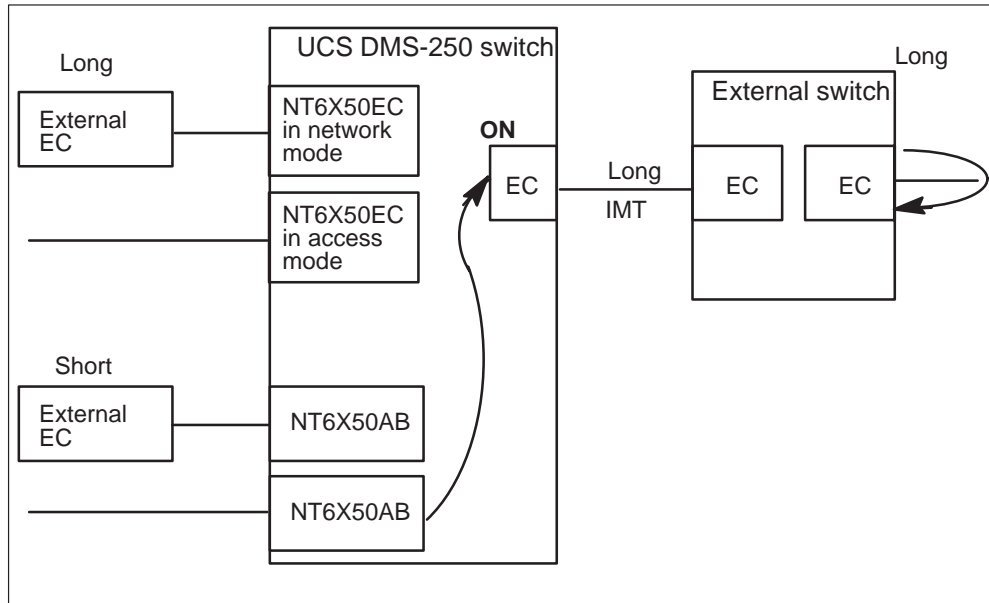 UCS DMS-250 switch
Long
External
EC
NT6X50EC
in network
mode
NT6X50EC
in access
mode
ON
EC
Long
IMT
Long
External switch
EC
EC
Short
External
EC
NT6X50AB
NT6X50AB